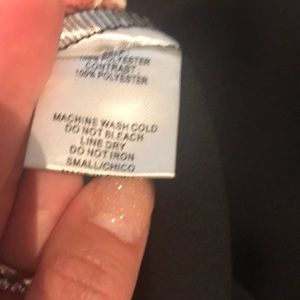 100% POLYESTER
CONTRAST:
100% POLYESTER
MACHINE WASH COLD
DO NOT BLEACH
LINE DRY
DO NOT IRON
SMALL/CHICO